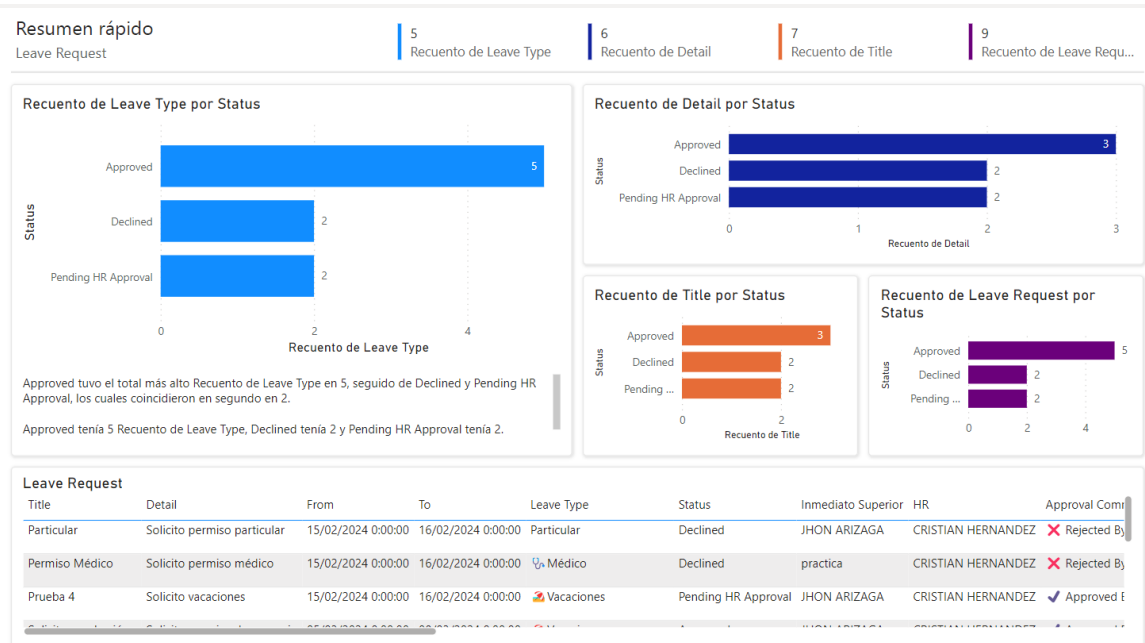 Resumen rápido
Leave Request
5
Recuento de Leave Type
6
Recuento de Detail
7
Recuento de Title
9
Recuento de Leave Requ...
Recuento de Leave Type por Status
Status
Approved
5
Declined
2
Pending HR Approval
2
0 2 4
Recuento de Leave Type
Approved tuvo el total más alto Recuento de Leave Type en 5, seguido de Declined y Pending HR
Approval, los cuales coincidieron en segundo en 2.
Approved tenía 5 Recuento de Leave Type, Declined tenía 2 y Pending HR Approval tenía 2.
Recuento de Detail por Status
Status
Approved
3
Declined
2
Pending HR Approval
2
0 1 2 3
Recuento de Detail
Recuento de Title por Status
Status
Approved
3
Declined
2
Pending ...
2
0 2
Recuento de Title
Recuento de Leave Request por
Status
Status
Approved
5
Declined
2
Pending ...
2
0 2 4
Leave Request
Title Detail From To Leave Type Status Inmediato Superior HR Approval
Particular Solicito permiso particular 15/02/2024 0:00:00 16/02/2024 0:00:00 Particular Declined JHON ARIZAGA CRISTIAN HERNANDEZ ❌ Rejected By
Permiso Médico Solicito permiso médico 15/02/2024 0:00:00 16/02/2024 0:00:00 🩺 Médico Declined practica CRISTIAN HERNANDEZ ❌ Rejected By
Prueba 4 Solicito vacaciones 15/02/2024 0:00:00 16/02/2024 0:00:00 🏖️ Vacaciones Pending HR Approval JHON ARIZAGA CRISTIAN HERNANDEZ ✔ Approved